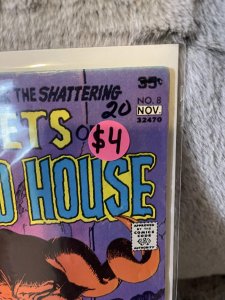 THE SHATTERING
35¢
20
NO. 8
NOV.
32470
ETS
$4
O HOUSE
APPROVED
BY THE
COMICS
CODE
AUTHORITY